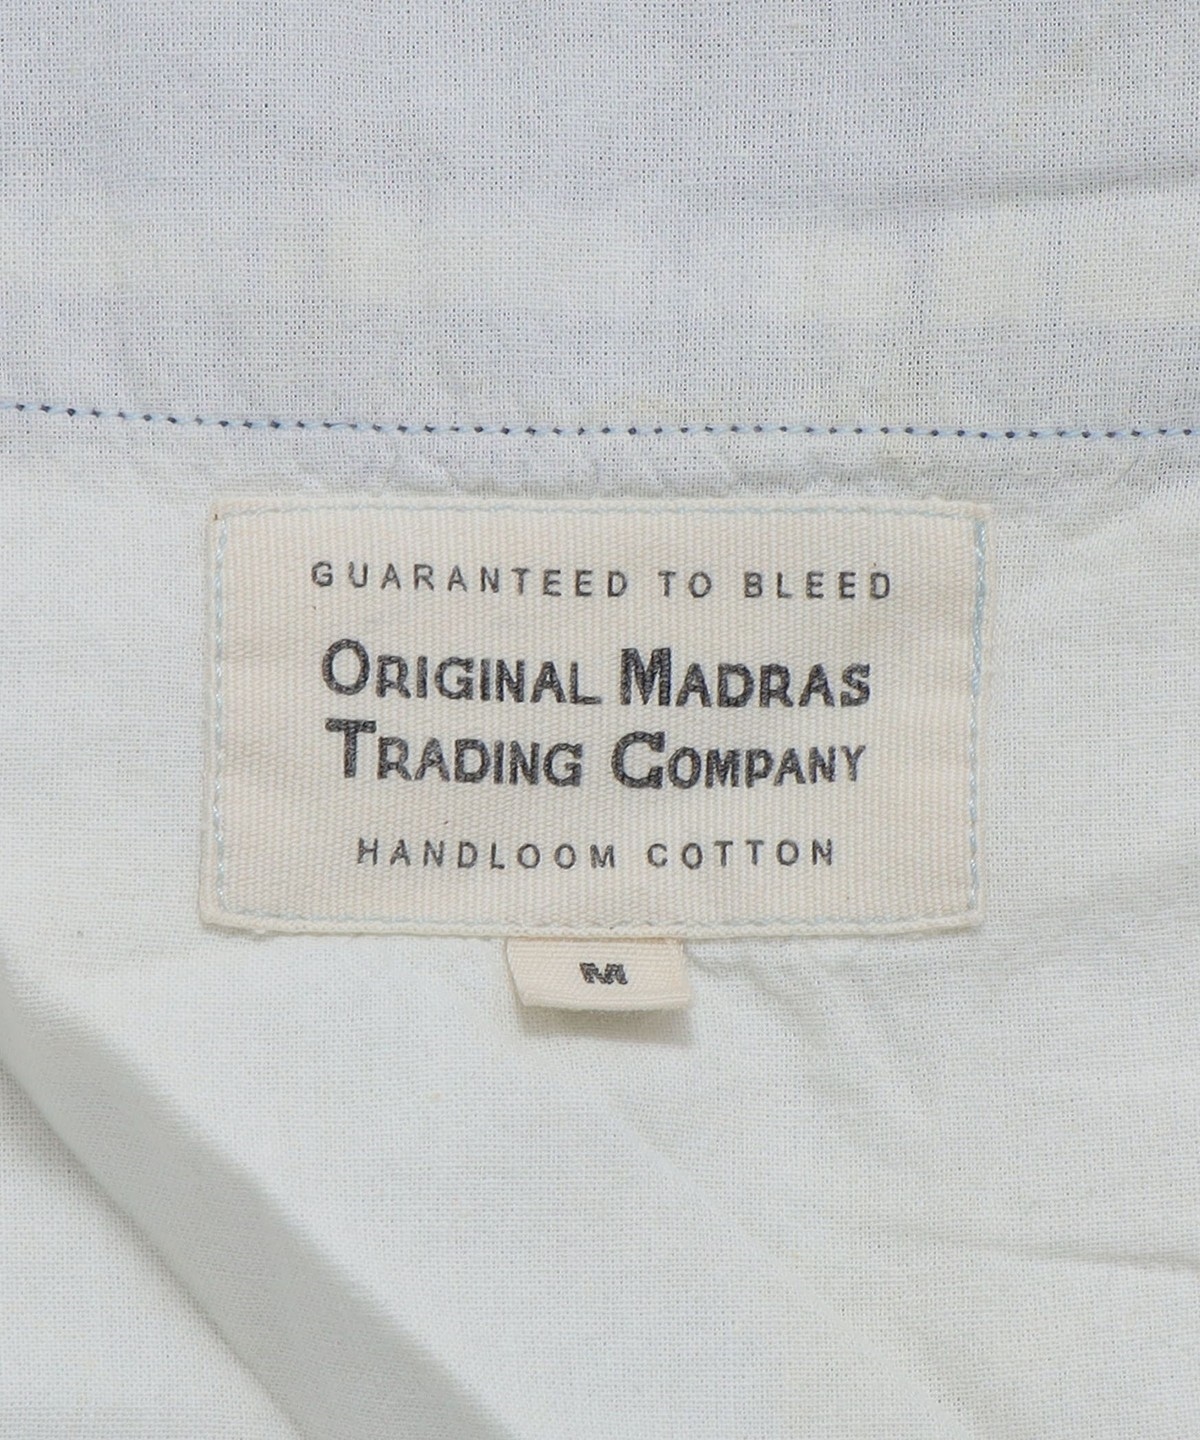 GUARANTEED TO BLEED
ORIGINAL MADRAS
TRADING COMPANY
HANDLOOM COTTON
M